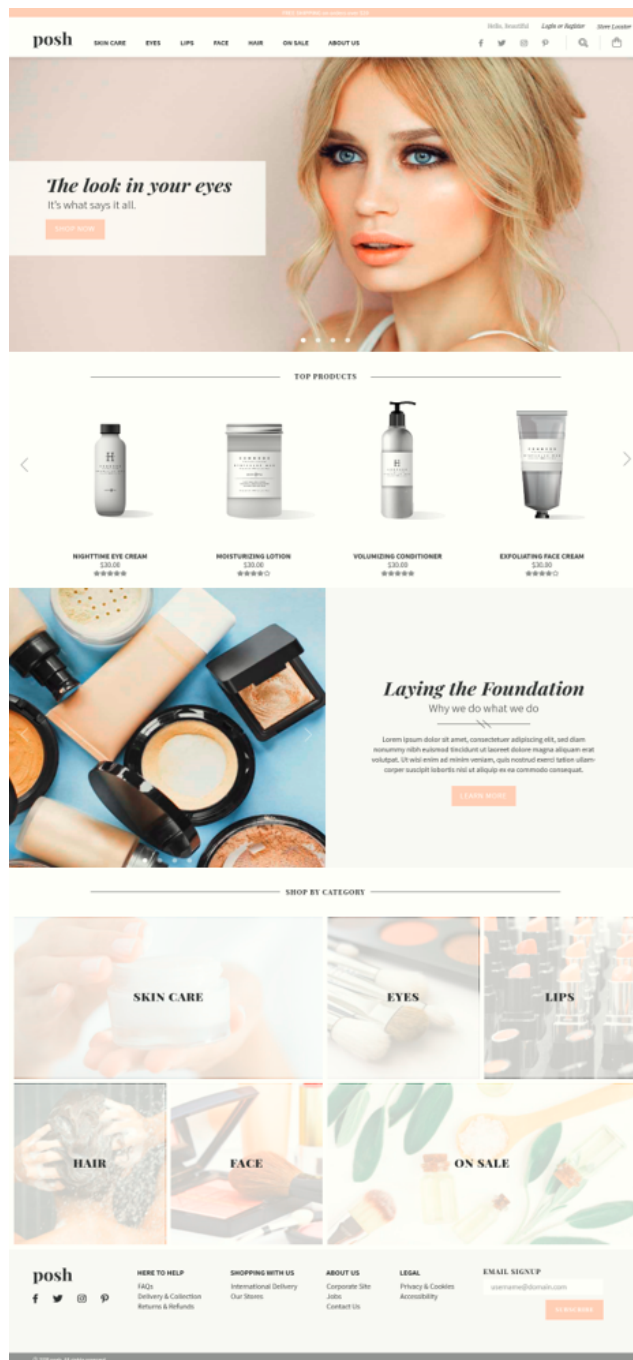 Hello, beautiful Login or Register Store Locator
posh SKIN CARE EYES LIPS FACE HAIR ON SALE ABOUT US
The look in your eyes
It's what says it all.
SHOP NOW
TOP PRODUCTS
NIGHTTIME EYE CREAM
$30.00
MOISTURIZING LOTION
$30.00
VOLUMIZING CONDITIONER
$30.00
EXFOLIATING FACE CREAM
$30.00
Laying the Foundation
Why we do what we do
Lorem ipsum dolor sit amet, consectetuer adipiscing elit, sed diam
nonummy nibh euismod tincidunt ut laoreet dolore magna aliquam erat
volutpat. Ut wisi enim ad minim veniam, quis nostrud exerci tation ullam-
corper suscipit lobortis nisl ut aliquip ex ea commodo consequat.
LEARN MORE
SHOP BY CATEGORY
SKIN CARE
EYES
LIPS
HAIR
FACE
ON SALE
posh
HERE TO HELP
FAQs
Delivery & Collection
Returns & Refunds
SHOPPING WITH US
International Delivery
Our Stores
ABOUT US
Corporate Site
Jobs
Contact Us
LEGAL
Privacy & Cookies
Accessibility
EMAIL SIGNUP
username@domain.com
SUBSCRIBE